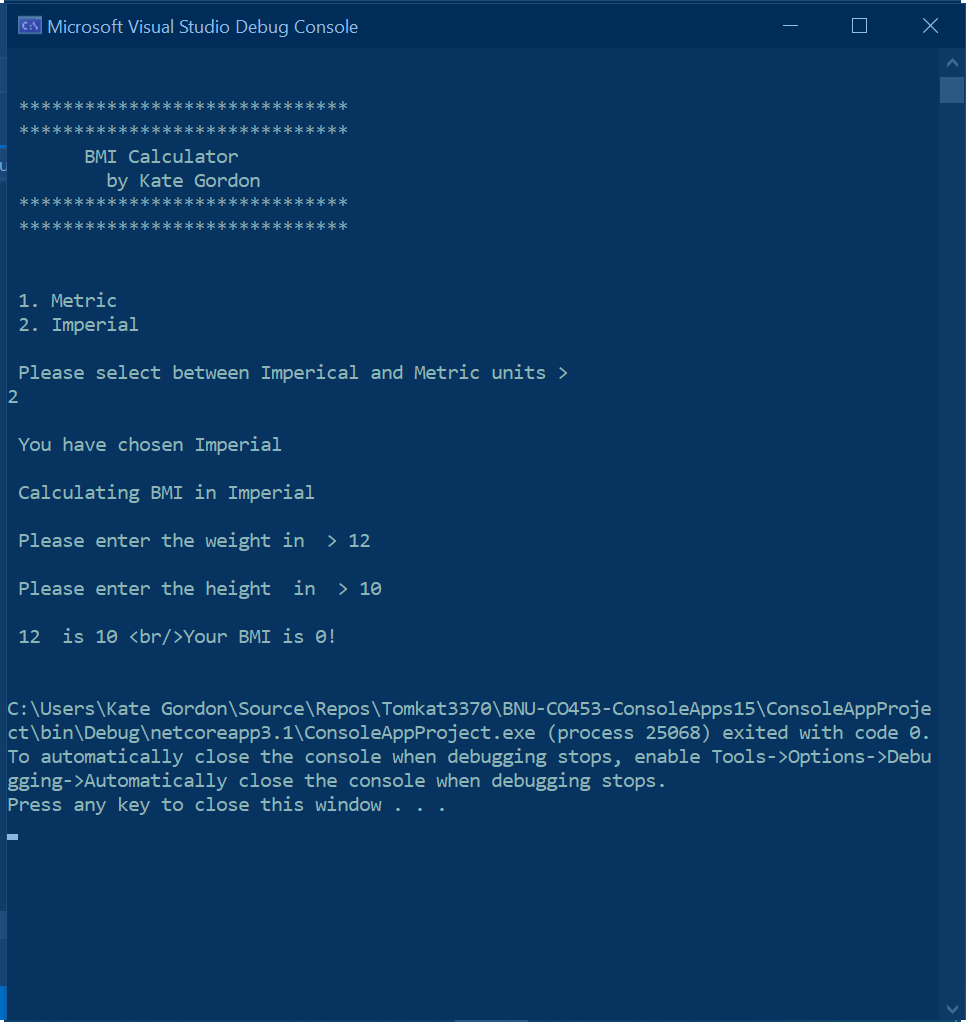 Microsoft Visual Studio Debug Console
******************************
******************************
BMI Calculator
by Kate Gordon
******************************
******************************
1. Metric
2. Imperial
Please select between Imperical and Metric units >
2
You have chosen Imperial
Calculating BMI in Imperial
Please enter the weight in  > 12
Please enter the height  in  > 10
12  is 10 <br/>Your BMI is 0!
C:\Users\Kate Gordon\Source\Repos\Tomkat3370\BNU-CO453-ConsoleApps15\ConsoleAppProje
ct\bin\Debug\netcoreapp3.1\ConsoleAppProject.exe (process 25068) exited with code 0.
To automatically close the console when debugging stops, enable Tools->Options->Debu
gging->Automatically close the console when debugging stops.
Press any key to close this window . . .